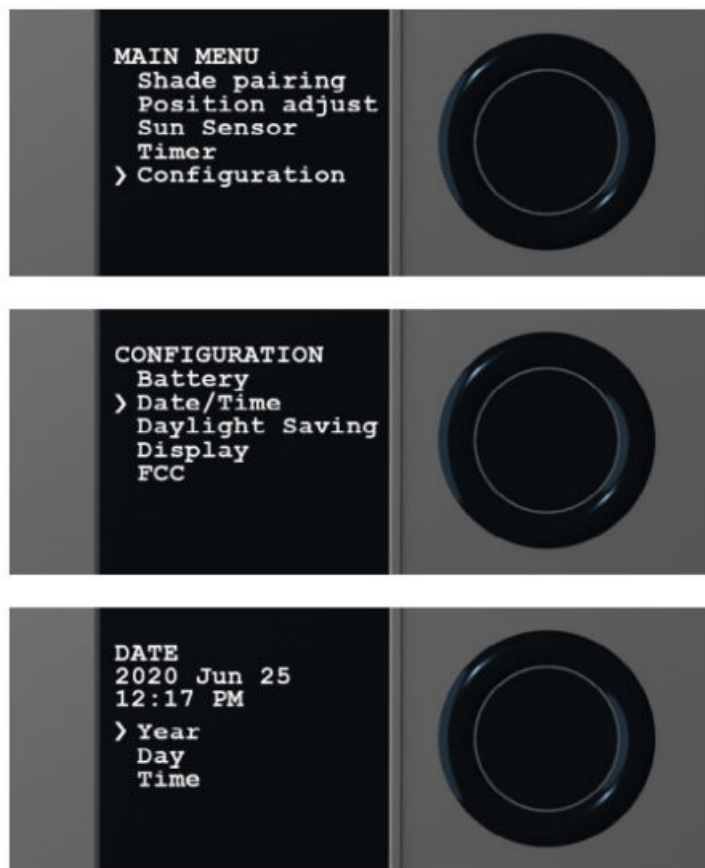 MAIN MENU
Shade pairing
Position adjust
Sun Sensor
Timer
❯ Configuration
CONFIGURATION
Battery
❯ Date/Time
Daylight Saving
Display
FCC
DATE
2020 Jun 25
12:17 PM
❯ Year
Day
Time